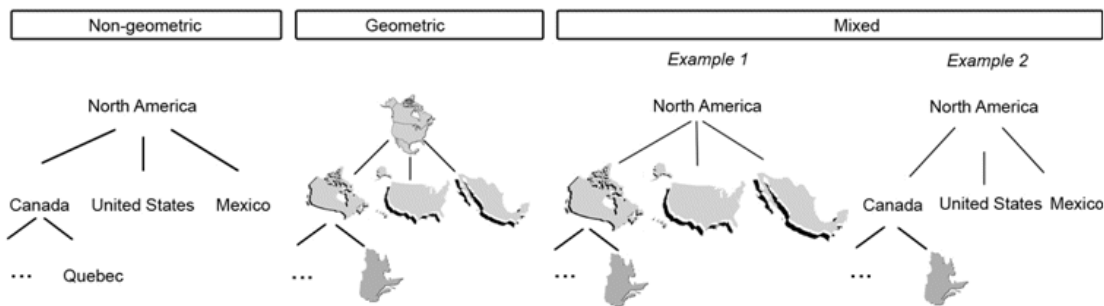 Non-geometric
Geometric
Mixed
Example 1
Example 2
North America
North America
North America
Canada
United States
Mexico
Canada
United States
Mexico
... Quebec
...
...
...